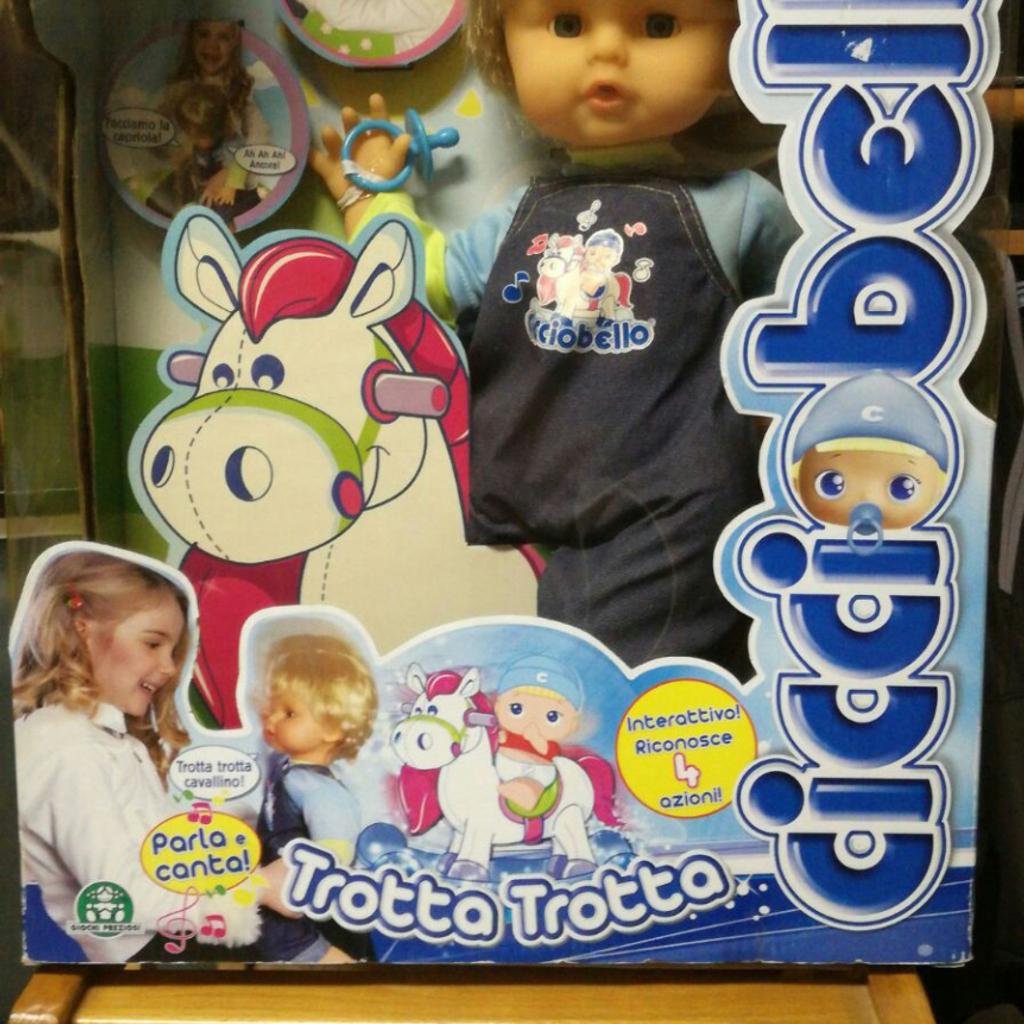 Facciamo la
capriola!
Ah Ah Ah!
Ancora!
cicciobello
ciobello
C
C
Interattivo!
Riconosce
4
azioni!
Trotta trotta
cavallino!
Parla e
canta!
Trotta Trotta
GIOCHI PREZIOSI